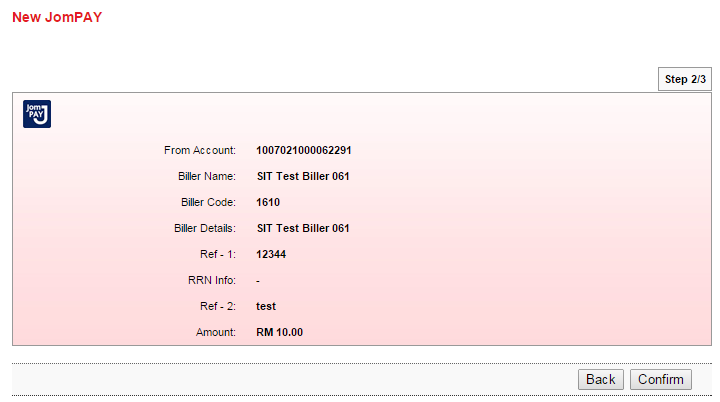 New JomPAY
Step 2/3
Jom
PAY
From Account: 1007021000062291
Biller Name: SIT Test Biller 061
Biller Code: 1610
Biller Details: SIT Test Biller 061
Ref - 1: 12344
RRN Info: -
Ref - 2: test
Amount: RM 10.00
Back Confirm